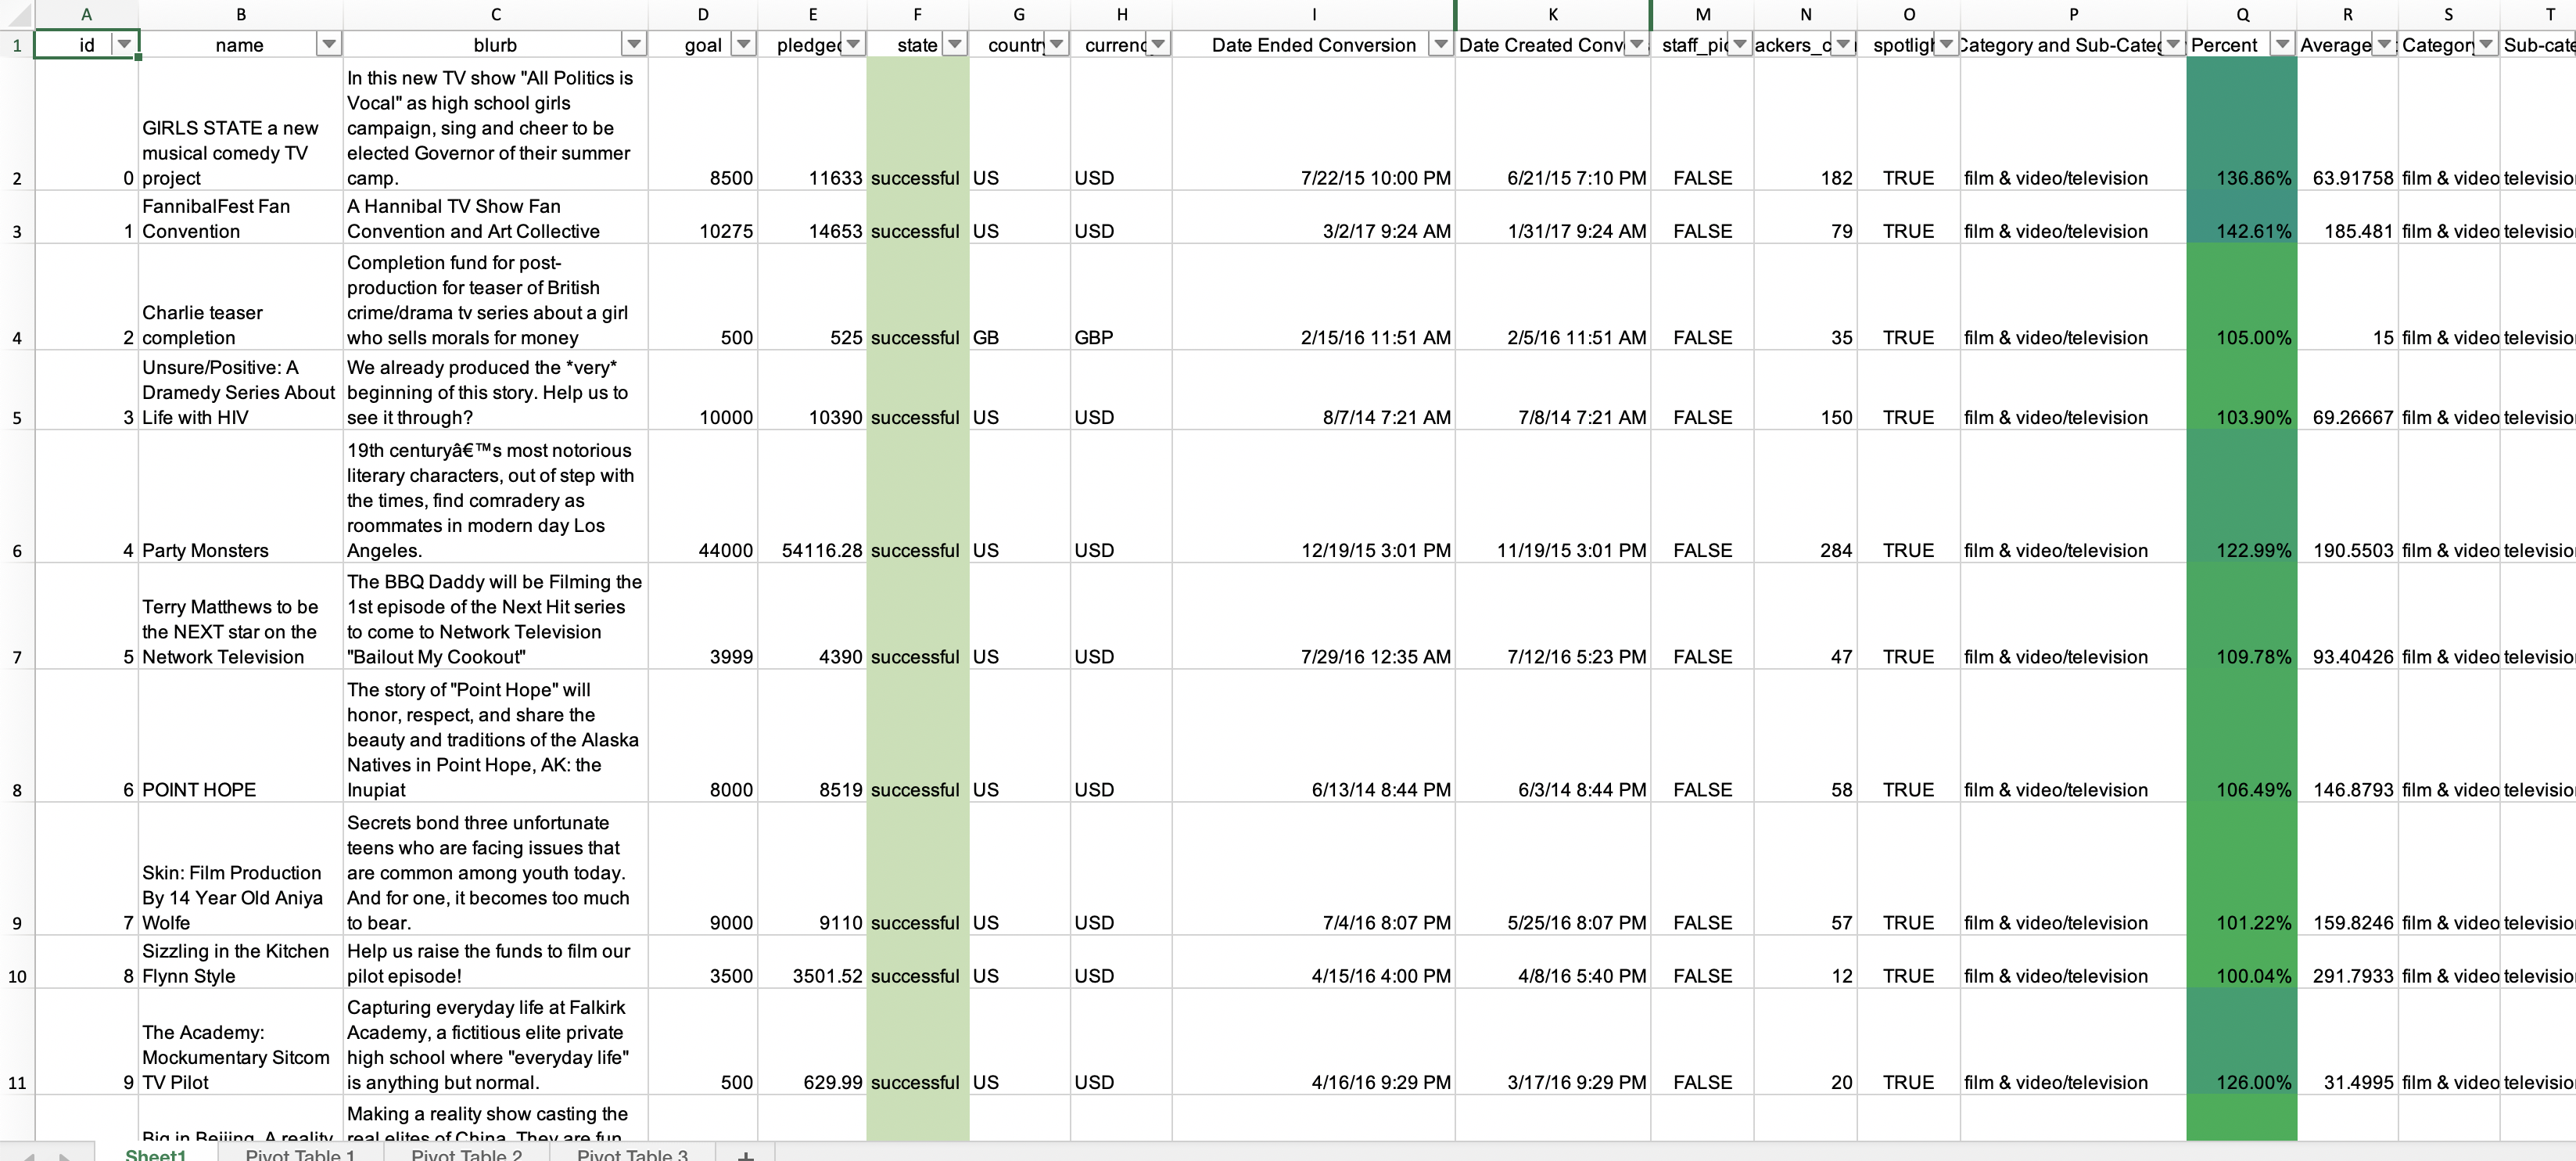 A B C D E F G H I K M N O P Q R S T
1 id name blurb goal pledged state country currenc Date Ended Conversion Date Created Conv staff_pic ackers_c spotligh Category and Sub-Categ Percent Average Category Sub-cate
In this new TV show "All Politics is
Vocal" as high school girls
GIRLS STATE a new campaign, sing and cheer to be
musical comedy TV elected Governor of their summer
2 0 project camp. 8500 11633 successful US USD 7/22/15 10:00 PM 6/21/15 7:10 PM FALSE 182 TRUE film & video/television 136.86% 63.91758 film & video televisio
FannibalFest Fan A Hannibal TV Show Fan
3 1 Convention Convention and Art Collective 10275 14653 successful US USD 3/2/17 9:24 AM 1/31/17 9:24 AM FALSE 79 TRUE film & video/television 142.61% 185.481 film & video televisio
Completion fund for post-
production for teaser of British
Charlie teaser crime/drama tv series about a girl
4 2 completion who sells morals for money 500 525 successful GB GBP 2/15/16 11:51 AM 2/5/16 11:51 AM FALSE 35 TRUE film & video/television 105.00% 15 film & video televisio
Unsure/Positive: A We already produced the *very*
Dramedy Series About beginning of this story. Help us to
5 3 Life with HIV see it through? 10000 10390 successful US USD 8/7/14 7:21 AM 7/8/14 7:21 AM FALSE 150 TRUE film & video/television 103.90% 69.26667 film & video televisio
19th centuryâ€™s most notorious
literary characters, out of step with
the times, find comradery as
roommates in modern day Los
6 4 Party Monsters Angeles. 44000 54116.28 successful US USD 12/19/15 3:01 PM 11/19/15 3:01 PM FALSE 284 TRUE film & video/television 122.99% 190.5503 film & video televisio
The BBQ Daddy will be Filming the
Terry Matthews to be 1st episode of the Next Hit series
the NEXT star on the to come to Network Television
7 5 Network Television "Bailout My Cookout" 3999 4390 successful US USD 7/29/16 12:35 AM 7/12/16 5:23 PM FALSE 47 TRUE film & video/television 109.78% 93.40426 film & video televisio
The story of "Point Hope" will
honor, respect, and share the
beauty and traditions of the Alaska
Natives in Point Hope, AK: the
8 6 POINT HOPE Inupiat 8000 8519 successful US USD 6/13/14 8:44 PM 6/3/14 8:44 PM FALSE 58 TRUE film & video/television 106.49% 146.8793 film & video televisio
Secrets bond three unfortunate
teens who are facing issues that
Skin: Film Production are common among youth today.
By 14 Year Old Aniya And for one, it becomes too much
9 7 Wolfe to bear. 9000 9110 successful US USD 7/4/16 8:07 PM 5/25/16 8:07 PM FALSE 57 TRUE film & video/television 101.22% 159.8246 film & video televisio
Sizzling in the Kitchen Help us raise the funds to film our
10 8 Flynn Style pilot episode! 3500 3501.52 successful US USD 4/15/16 4:00 PM 4/8/16 5:40 PM FALSE 12 TRUE film & video/television 100.04% 291.7933 film & video televisio
Capturing everyday life at Falkirk
The Academy: Academy, a fictitious elite private
Mockumentary Sitcom high school where "everyday life"
11 9 TV Pilot is anything but normal. 500 629.99 successful US USD 4/16/16 9:29 PM 3/17/16 9:29 PM FALSE 20 TRUE film & video/television 126.00% 31.4995 film & video televisio
Making a reality show casting the
Big in Beijing. A reality real elites of China. They are fun
Sheet1 Pivot Table 1 Pivot Table 2 Pivot Table 3 +